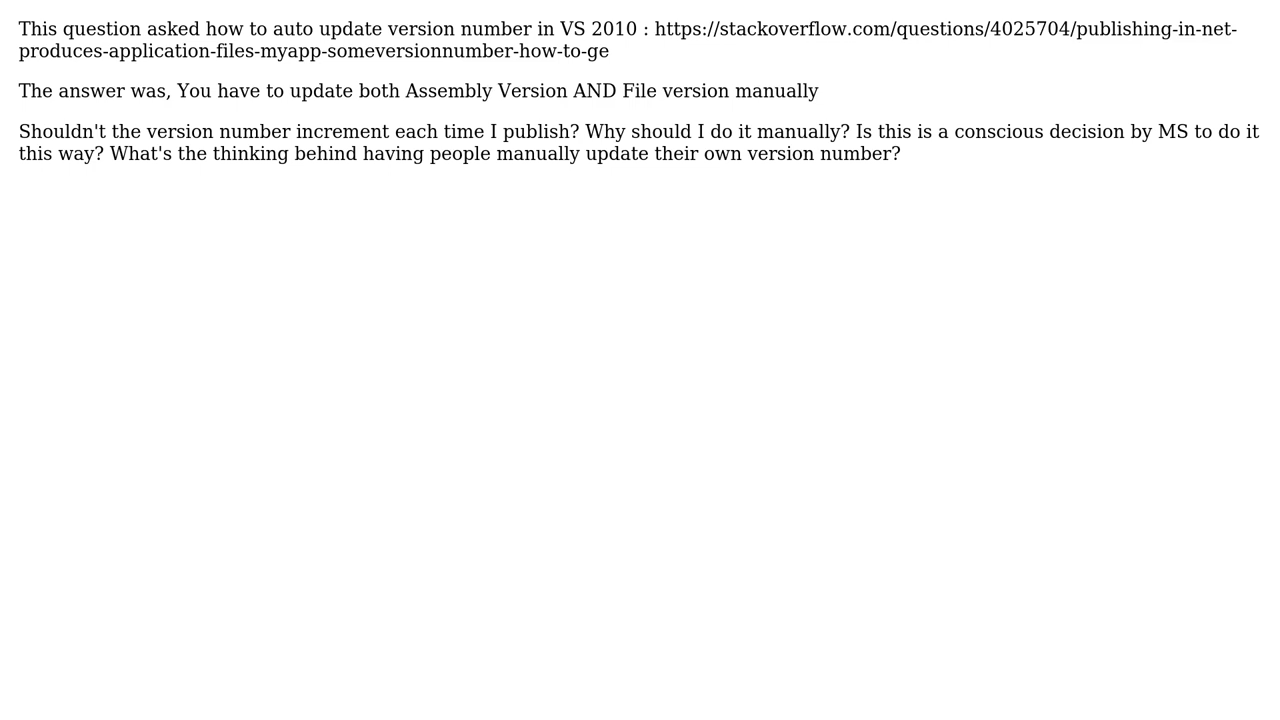 This question asked how to auto update version number in VS 2010 : https://stackoverflow.com/questions/4025704/publishing-in-net-
produces-application-files-myapp-someversionnumber-how-to-ge
The answer was, You have to update both Assembly Version AND File version manually
Shouldn't the version number increment each time I publish? Why should I do it manually? Is this is a conscious decision by MS to do it
this way? What's the thinking behind having people manually update their own version number?